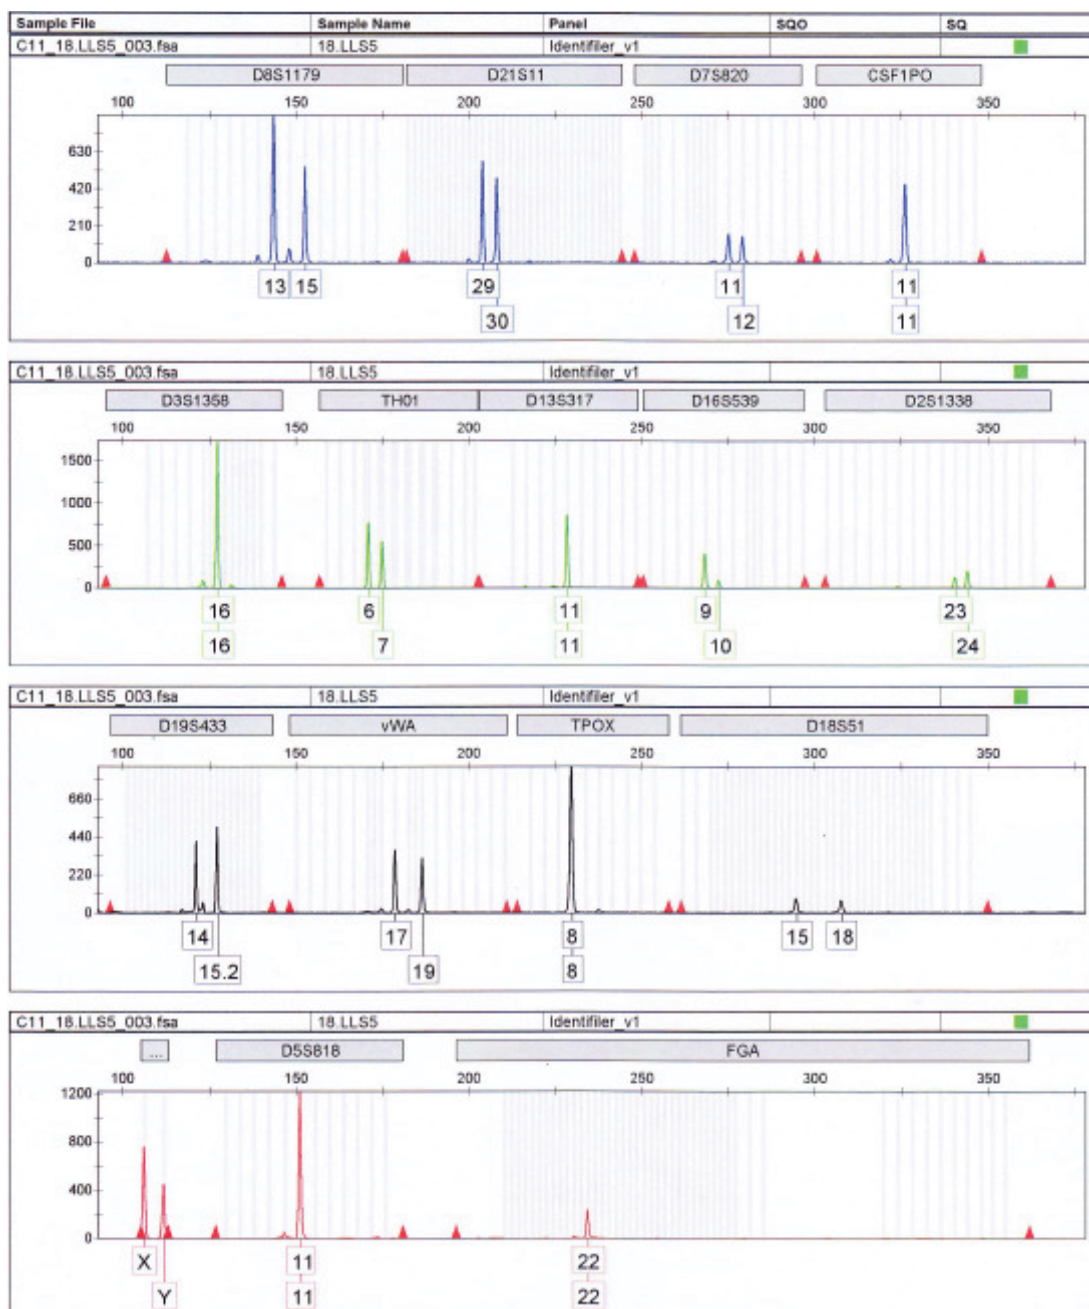 Sample File Sample Name Panel SQO SQ
C11_18.LLS5_003.fsa 18.LLS5 Identifiler_v1
D8S1179 D21S11 D7S820 CSF1PO
100 150 200 250 300 350
630
420
210
0
13 15 29 11 11
30 12 11
C11_18.LLS5_003.fsa 18.LLS5 Identifiler_v1
D3S1358 TH01 D13S317 D16S539 D2S1338
100 150 200 250 300 350
1500
1000
500
0
16 6 11 9 23
16 7 11 10 24
C11_18.LLS5_003.fsa 18.LLS5 Identifiler_v1
D19S433 vWA TPOX D18S51
100 150 200 250 300 350
660
440
220
0
14 17 8 15 18
15.2 19 8
C11_18.LLS5_003.fsa 18.LLS5 Identifiler_v1
... D5S818 FGA
100 150 200 250 300 350
1200
800
400
0
X 11 22
Y 11 22